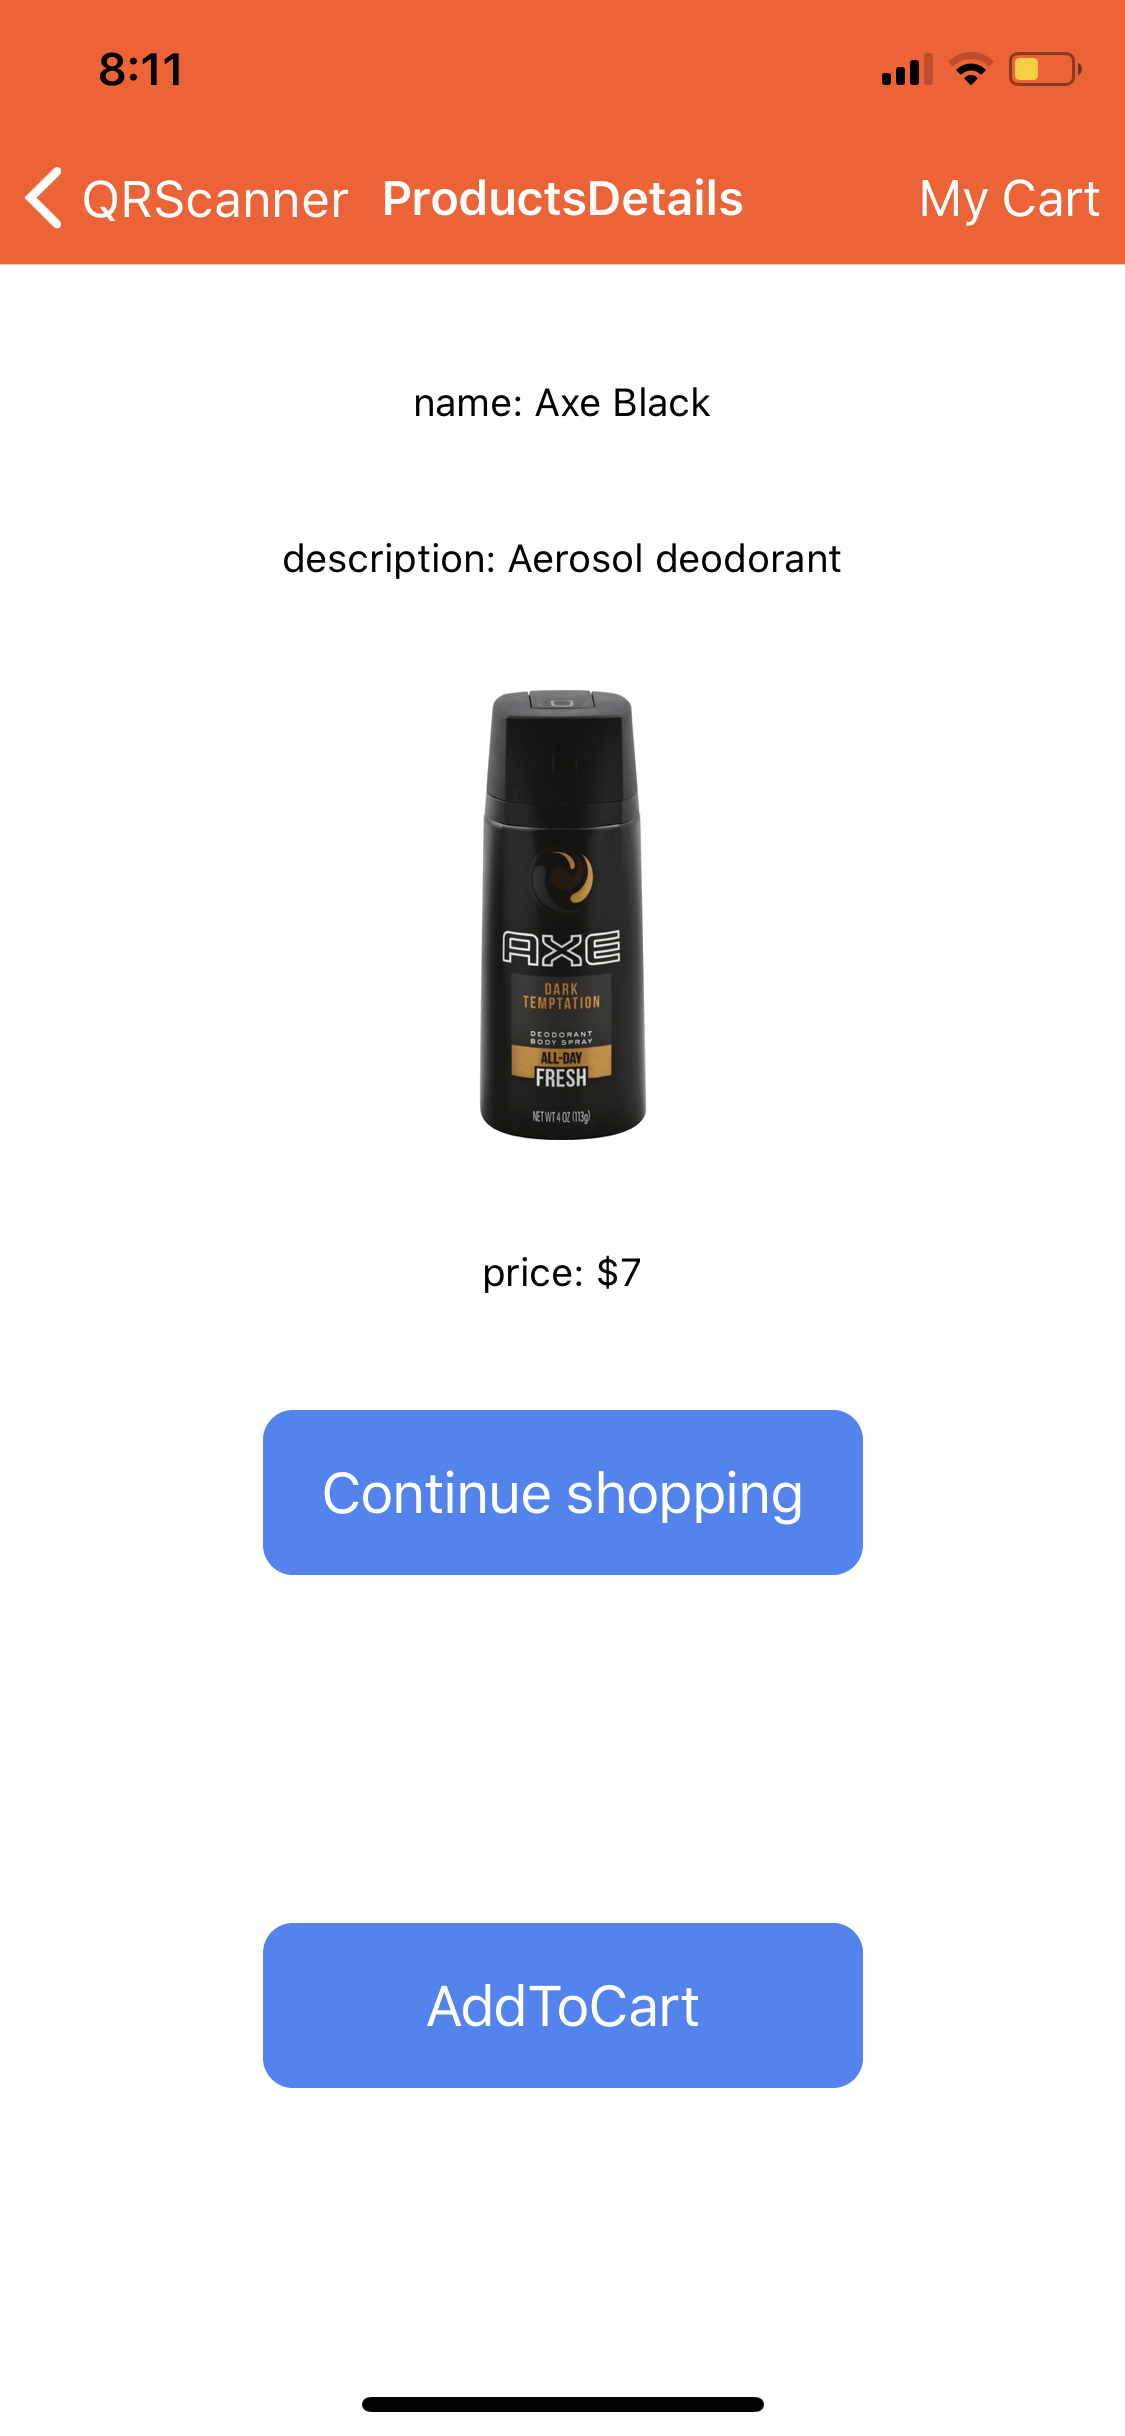 8:11
QRScanner ProductsDetails My Cart
name: Axe Black
description: Aerosol deodorant
AXE
DARK
TEMPTATION
DEODORANT
BODY SPRAY
ALL-DAY
FRESH
NET WT 4 OZ (113g)
price: $7
Continue shopping
AddToCart